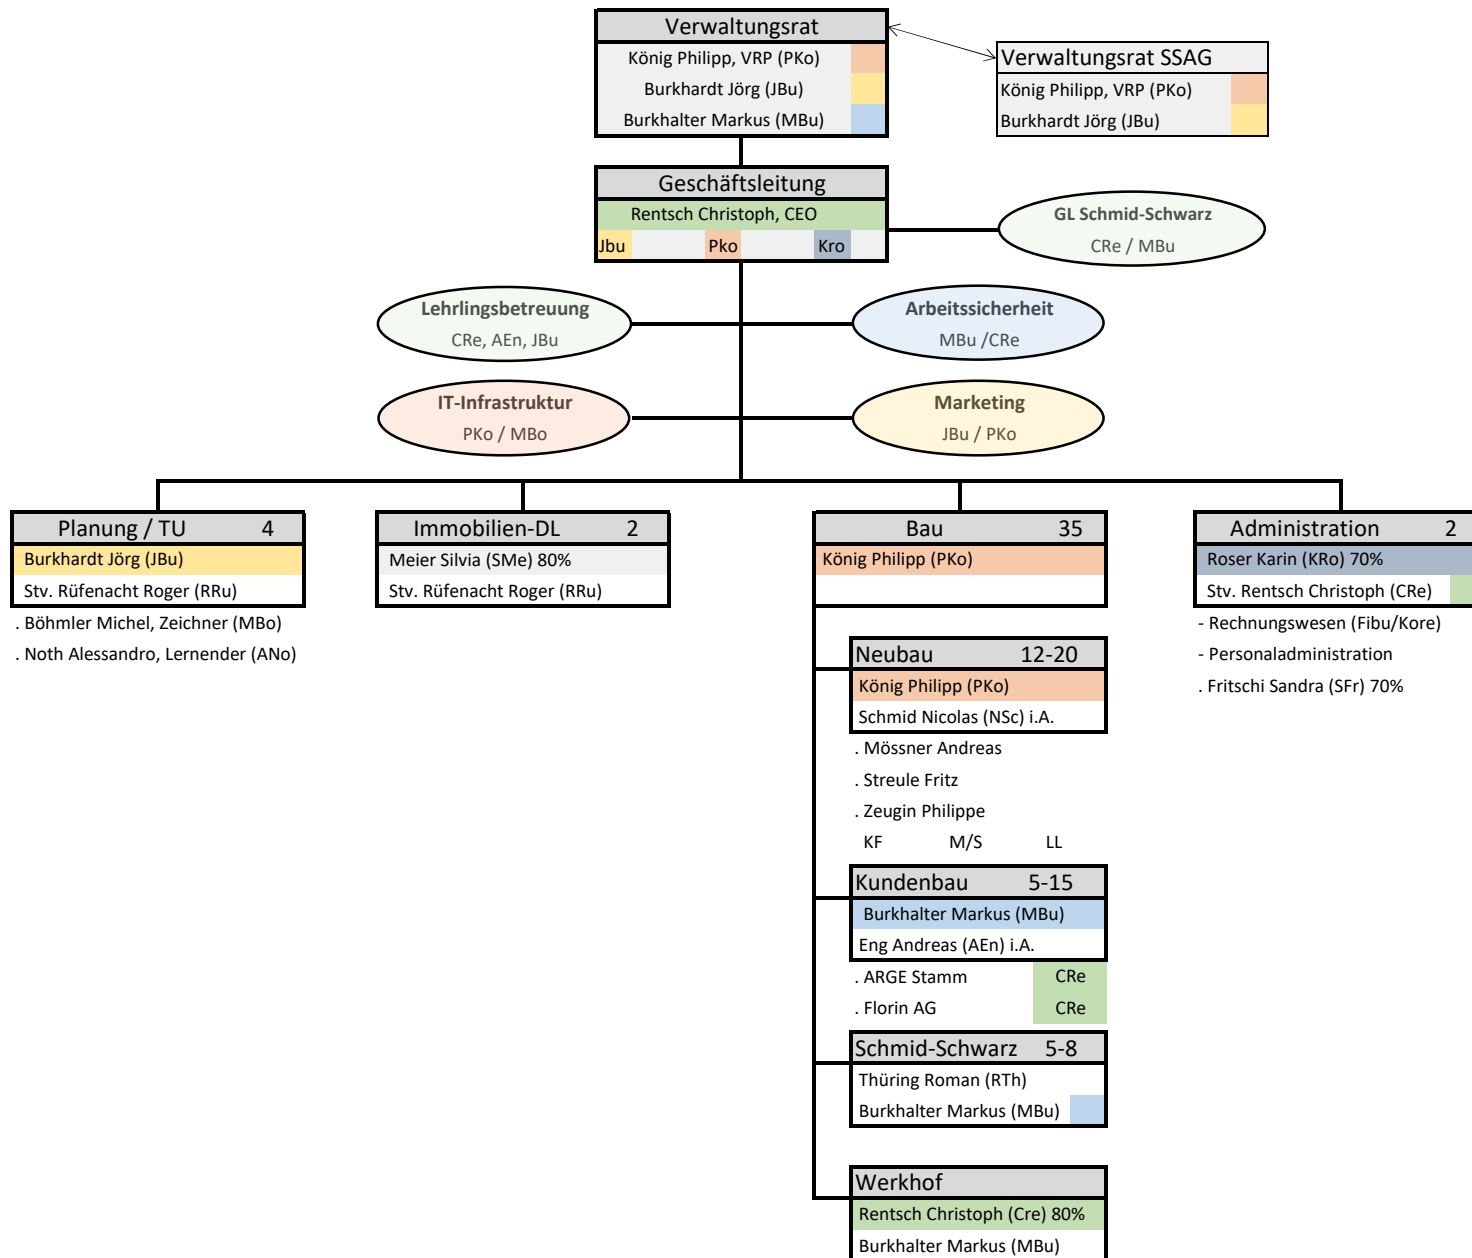 Verwaltungsrat
König Philipp, VRP (PKo)
Burkhardt Jörg (JBu)
Burkhalter Markus (MBu)
Verwaltungsrat SSAG
König Philipp, VRP (PKo)
Burkhardt Jörg (JBu)
Geschäftsleitung
Rentsch Christoph, CEO
Jbu Pko Kro
GL Schmid-Schwarz
CRe / MBu
Lehrlingsbetreuung
CRe, AEn, JBu
Arbeitssicherheit
MBu /CRe
IT-Infrastruktur
PKo / MBo
Marketing
JBu / PKo
Planung / TU 4
Burkhardt Jörg (JBu)
Stv. Rüfenacht Roger (RRu)
. Böhmler Michel, Zeichner (MBo)
. Noth Alessandro, Lernender (ANo)
Immobilien-DL 2
Meier Silvia (SMe) 80%
Stv. Rüfenacht Roger (RRu)
Bau 35
König Philipp (PKo)
Neubau 12-20
König Philipp (PKo)
Schmid Nicolas (NSc) i.A.
. Mössner Andreas
. Streule Fritz
. Zeugin Philippe
KF M/S LL
Kundenbau 5-15
Burkhalter Markus (MBu)
Eng Andreas (AEn) i.A.
. ARGE Stamm CRe
. Florin AG CRe
Schmid-Schwarz 5-8
Thüring Roman (RTh)
Burkhalter Markus (MBu)
Werkhof
Rentsch Christoph (Cre) 80%
Burkhalter Markus (MBu)
Administration 2
Roser Karin (KRo) 70%
Stv. Rentsch Christoph (CRe)
- Rechnungswesen (Fibu/Kore)
- Personaladministration
. Fritschi Sandra (SFr) 70%